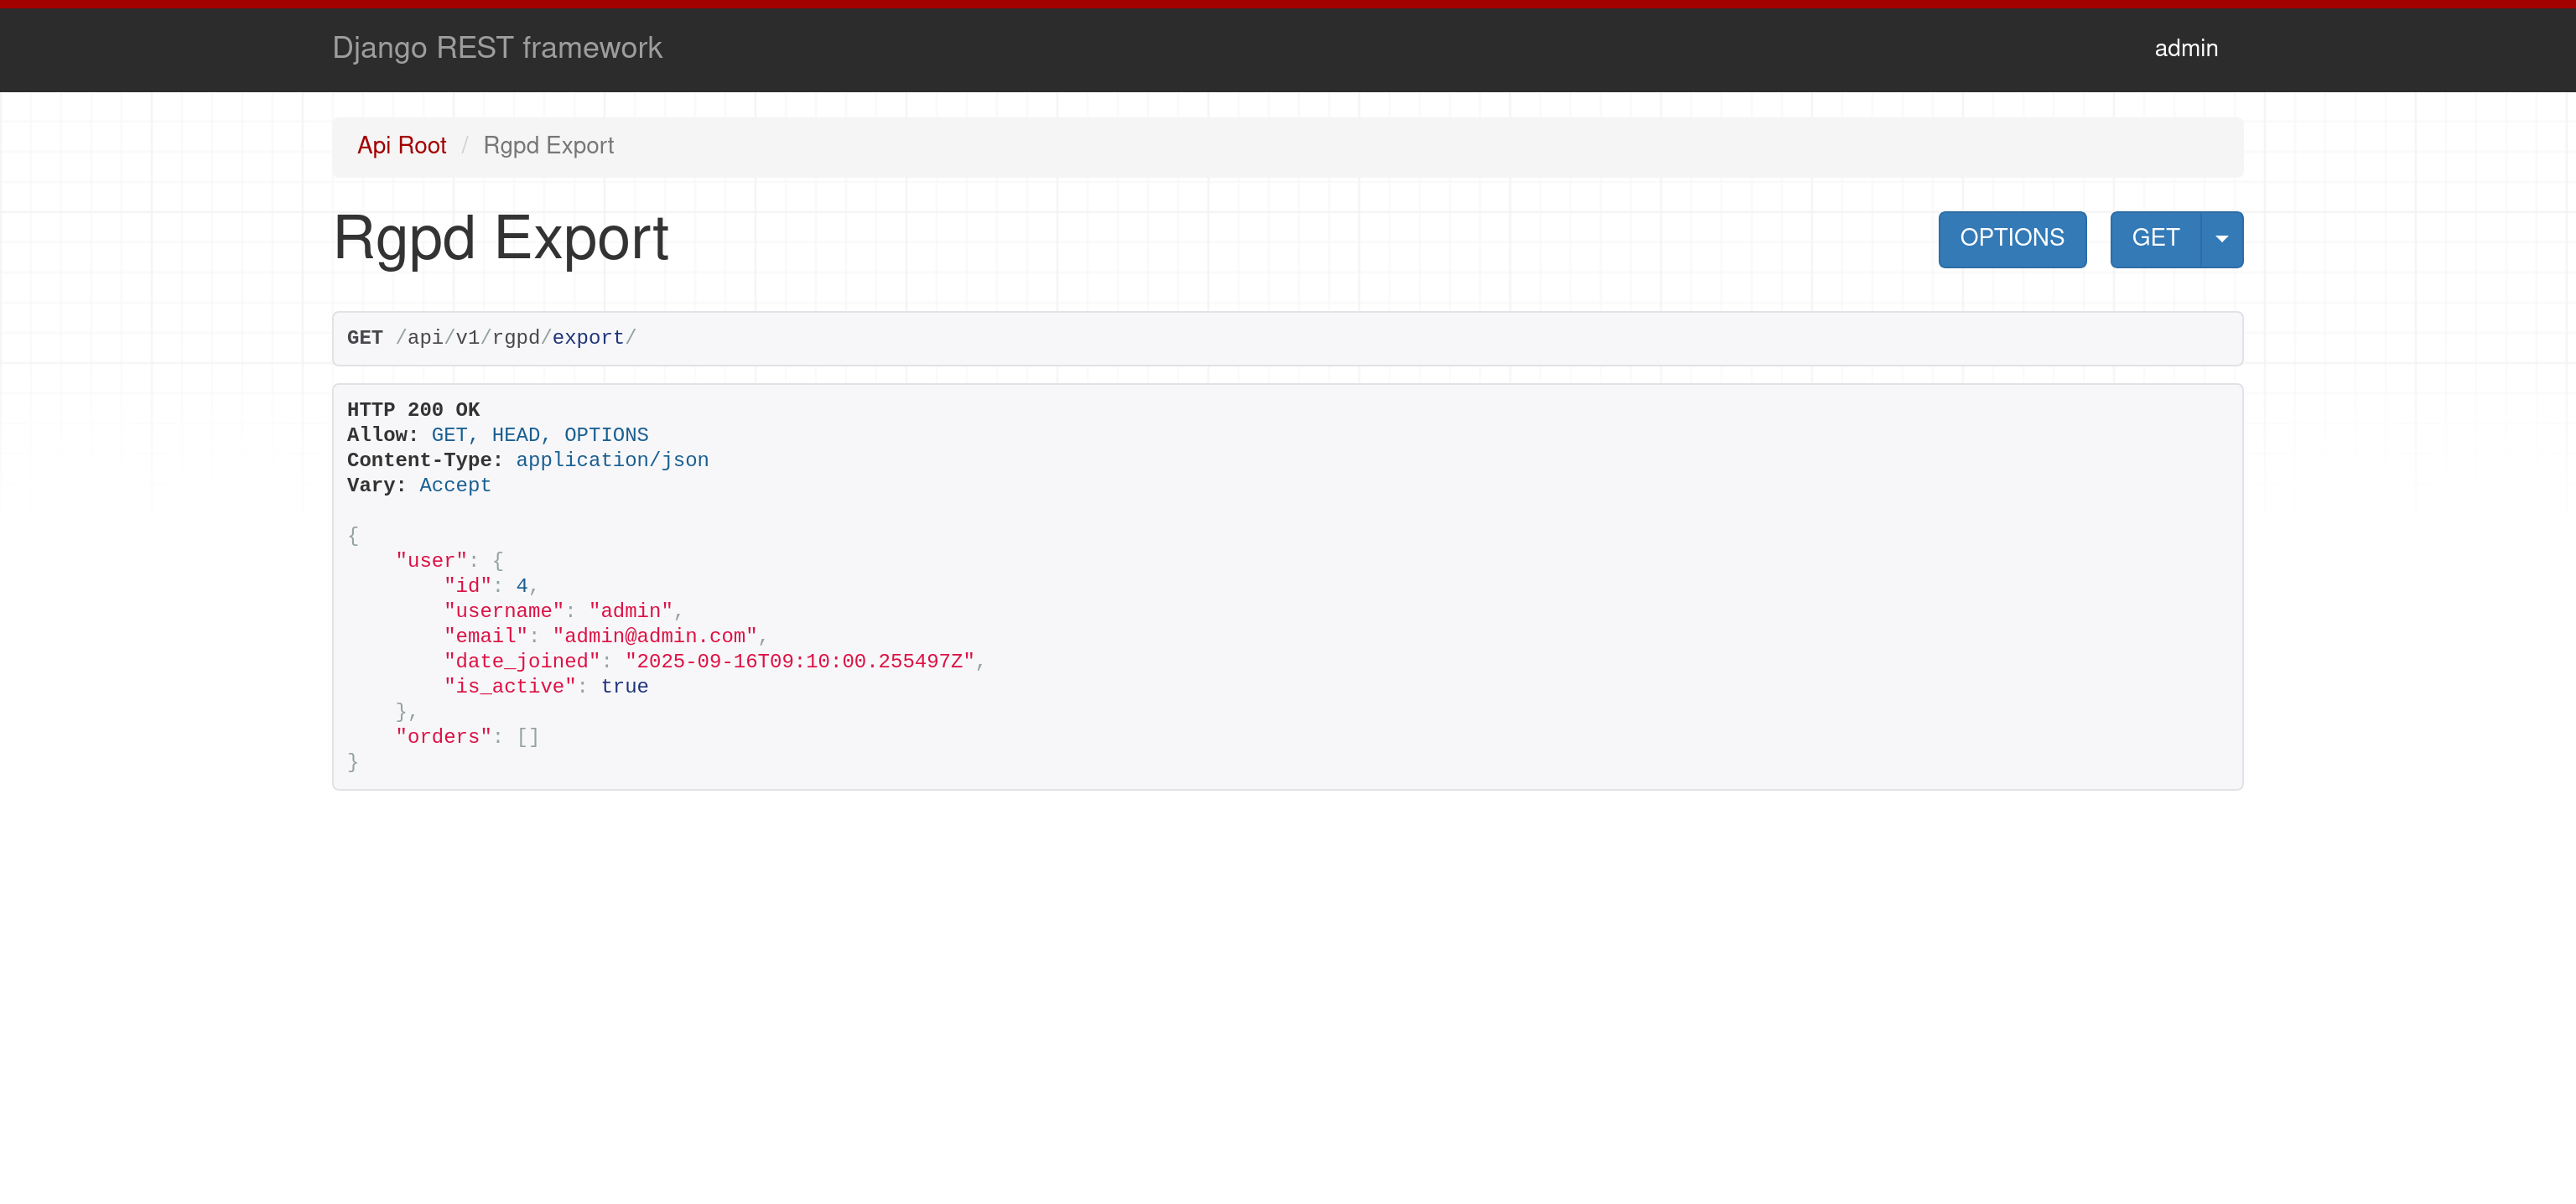 Django REST framework
admin
Api Root / Rgpd Export
Rgpd Export
OPTIONS
GET
GET /api/v1/rgpd/export/
HTTP 200 OK
Allow: GET, HEAD, OPTIONS
Content-Type: application/json
Vary: Accept
{
    "user": {
        "id": 4,
        "username": "admin",
        "email": "admin@admin.com",
        "date_joined": "2025-09-16T09:10:00.255497Z",
        "is_active": true
    },
    "orders": []
}